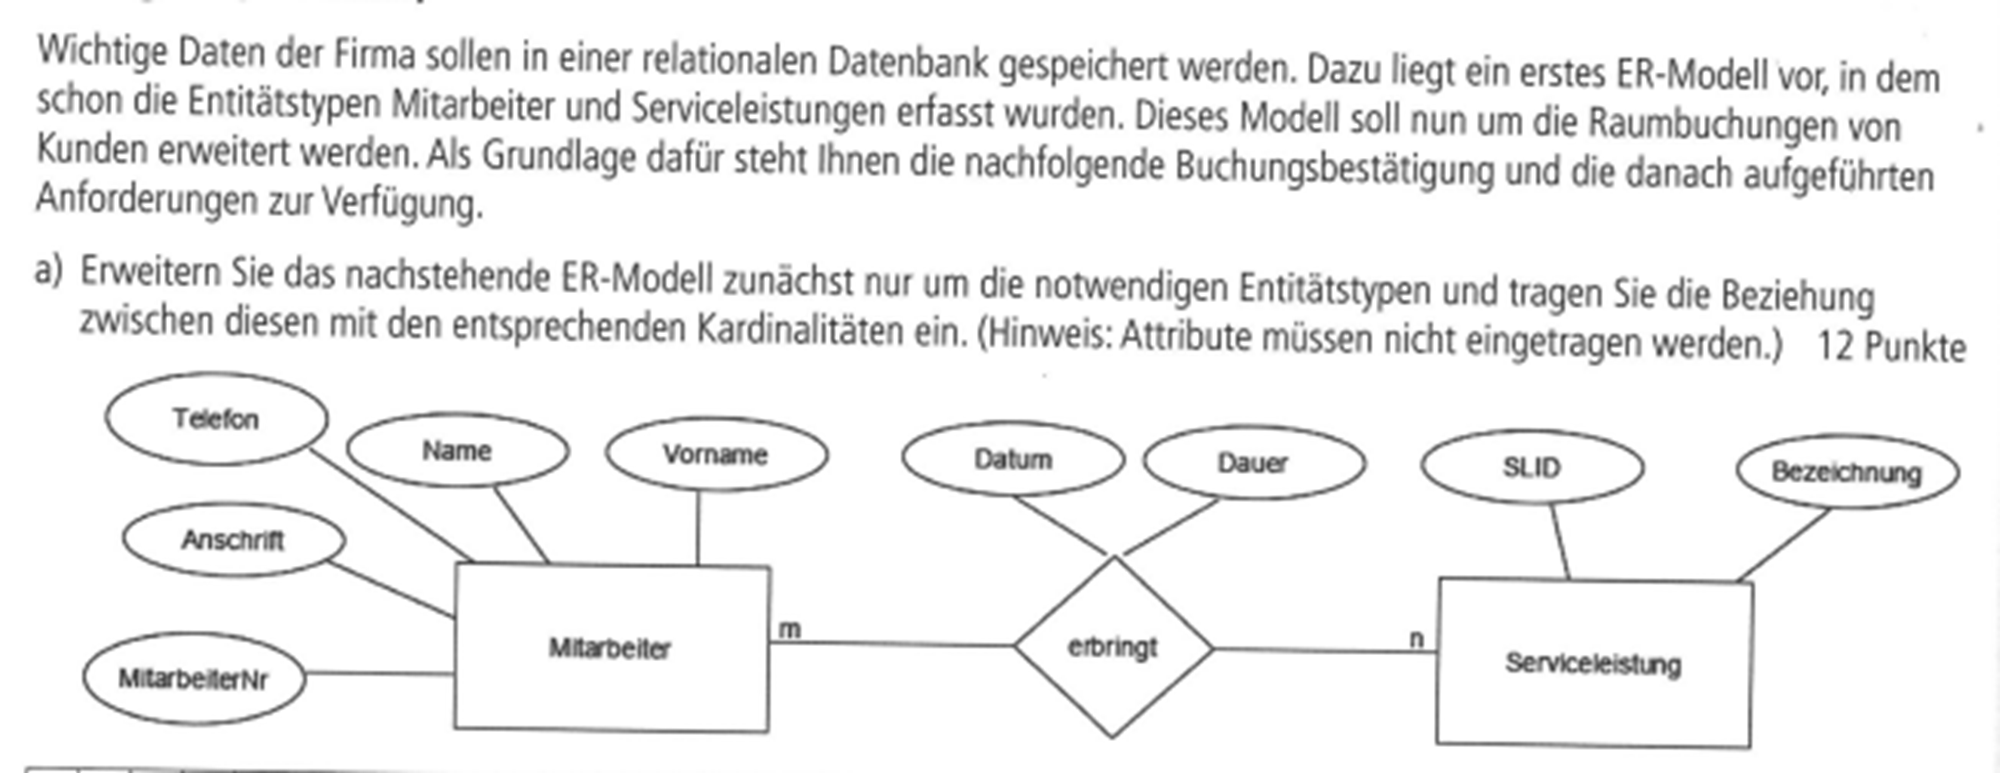 Wichtige Daten der Firma sollen in einer relationalen Datenbank gespeichert werden. Dazu liegt ein erstes ER-Modell vor, in dem
schon die Entitätstypen Mitarbeiter und Serviceleistungen erfasst wurden. Dieses Modell soll nun um die Raumbuchungen von
Kunden erweitert werden. Als Grundlage dafür steht Ihnen die nachfolgende Buchungsbestätigung und die danach aufgeführten
Anforderungen zur Verfügung.
a) Erweitern Sie das nachstehende ER-Modell zunächst nur um die notwendigen Entitätstypen und tragen Sie die Beziehung
zwischen diesen mit den entsprechenden Kardinalitäten ein. (Hinweis: Attribute müssen nicht eingetragen werden.) 12 Punkte
Telefon
Name
Vorname
Datum
Dauer
SLID
Bezeichnung
Anschrift
MitarbeiterNr
Mitarbeiter
m
erbringt
n
Serviceleistung